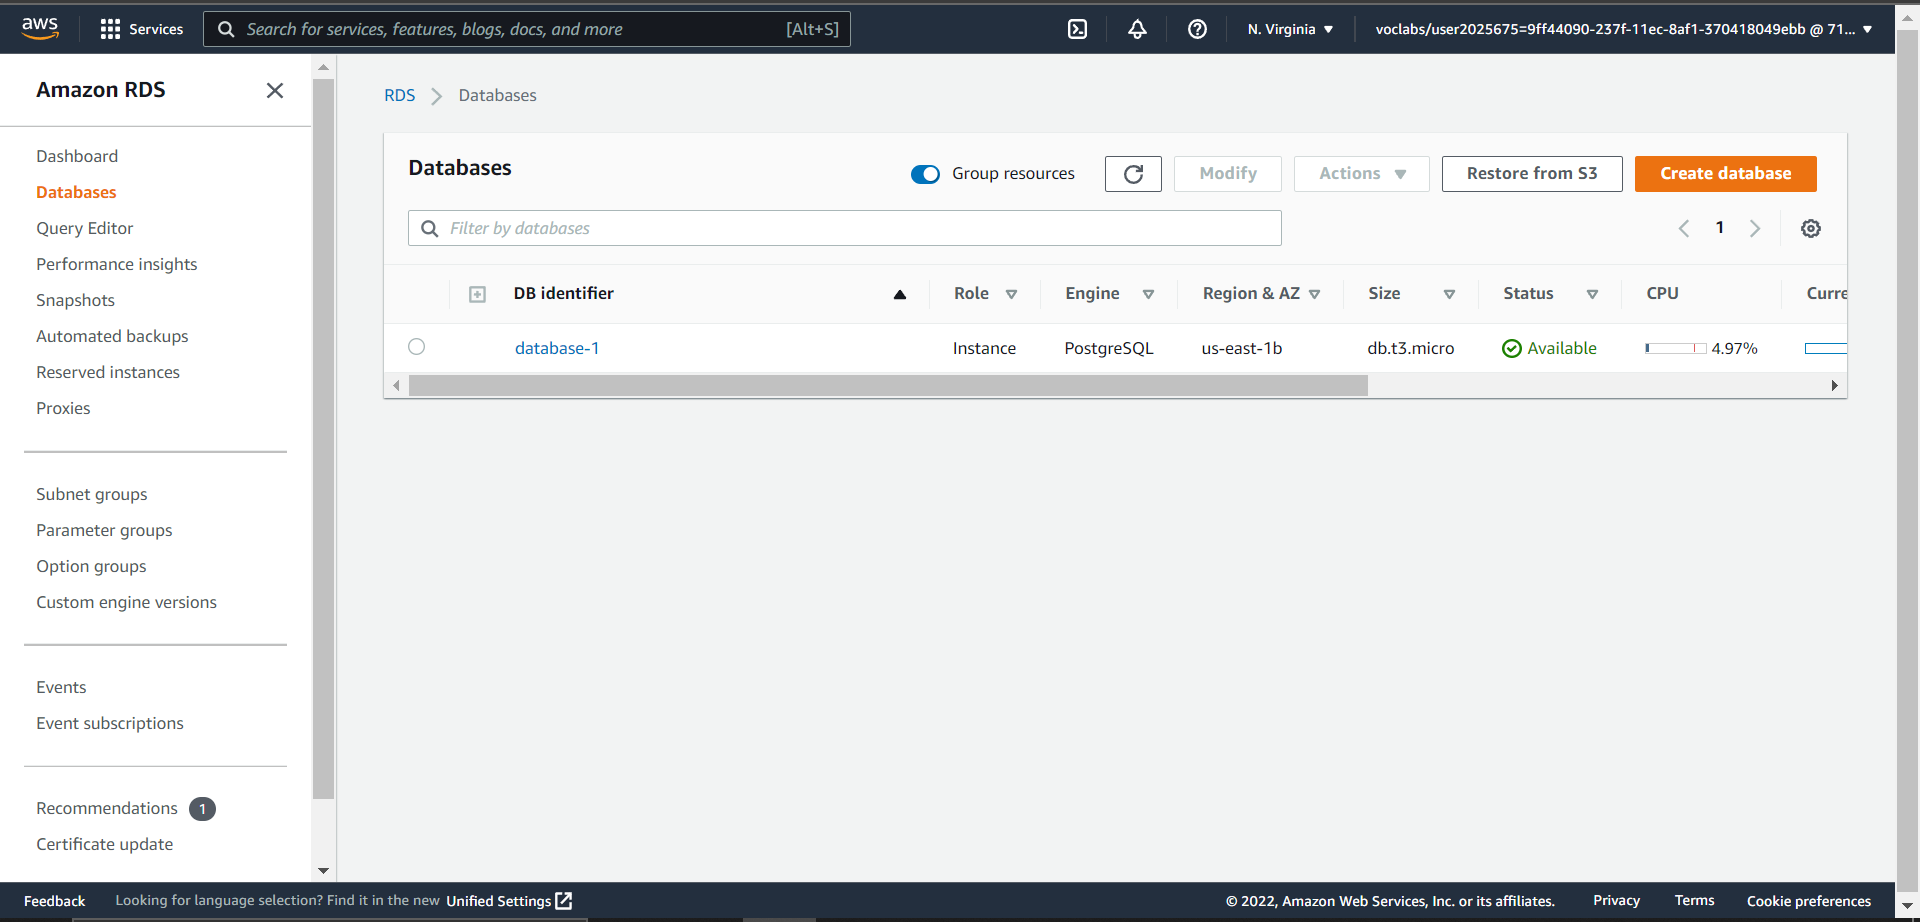 aws
Services
Search for services, features, blogs, docs, and more
[Alt+S]
N. Virginia
voclabs/user2025675=9ff44090-237f-11ec-8af1-370418049ebb @ 71...
Amazon RDS
Dashboard
Databases
Query Editor
Performance insights
Snapshots
Automated backups
Reserved instances
Proxies
Subnet groups
Parameter groups
Option groups
Custom engine versions
Events
Event subscriptions
Recommendations 1
Certificate update
RDS > Databases
Databases
Group resources
Modify
Actions
Restore from S3
Create database
Filter by databases
1
DB identifier Role Engine Region & AZ Size Status CPU Curre
database-1 Instance PostgreSQL us-east-1b db.t3.micro Available 4.97%
Feedback
Looking for language selection? Find it in the new Unified Settings
© 2022, Amazon Web Services, Inc. or its affiliates.
Privacy
Terms
Cookie preferences